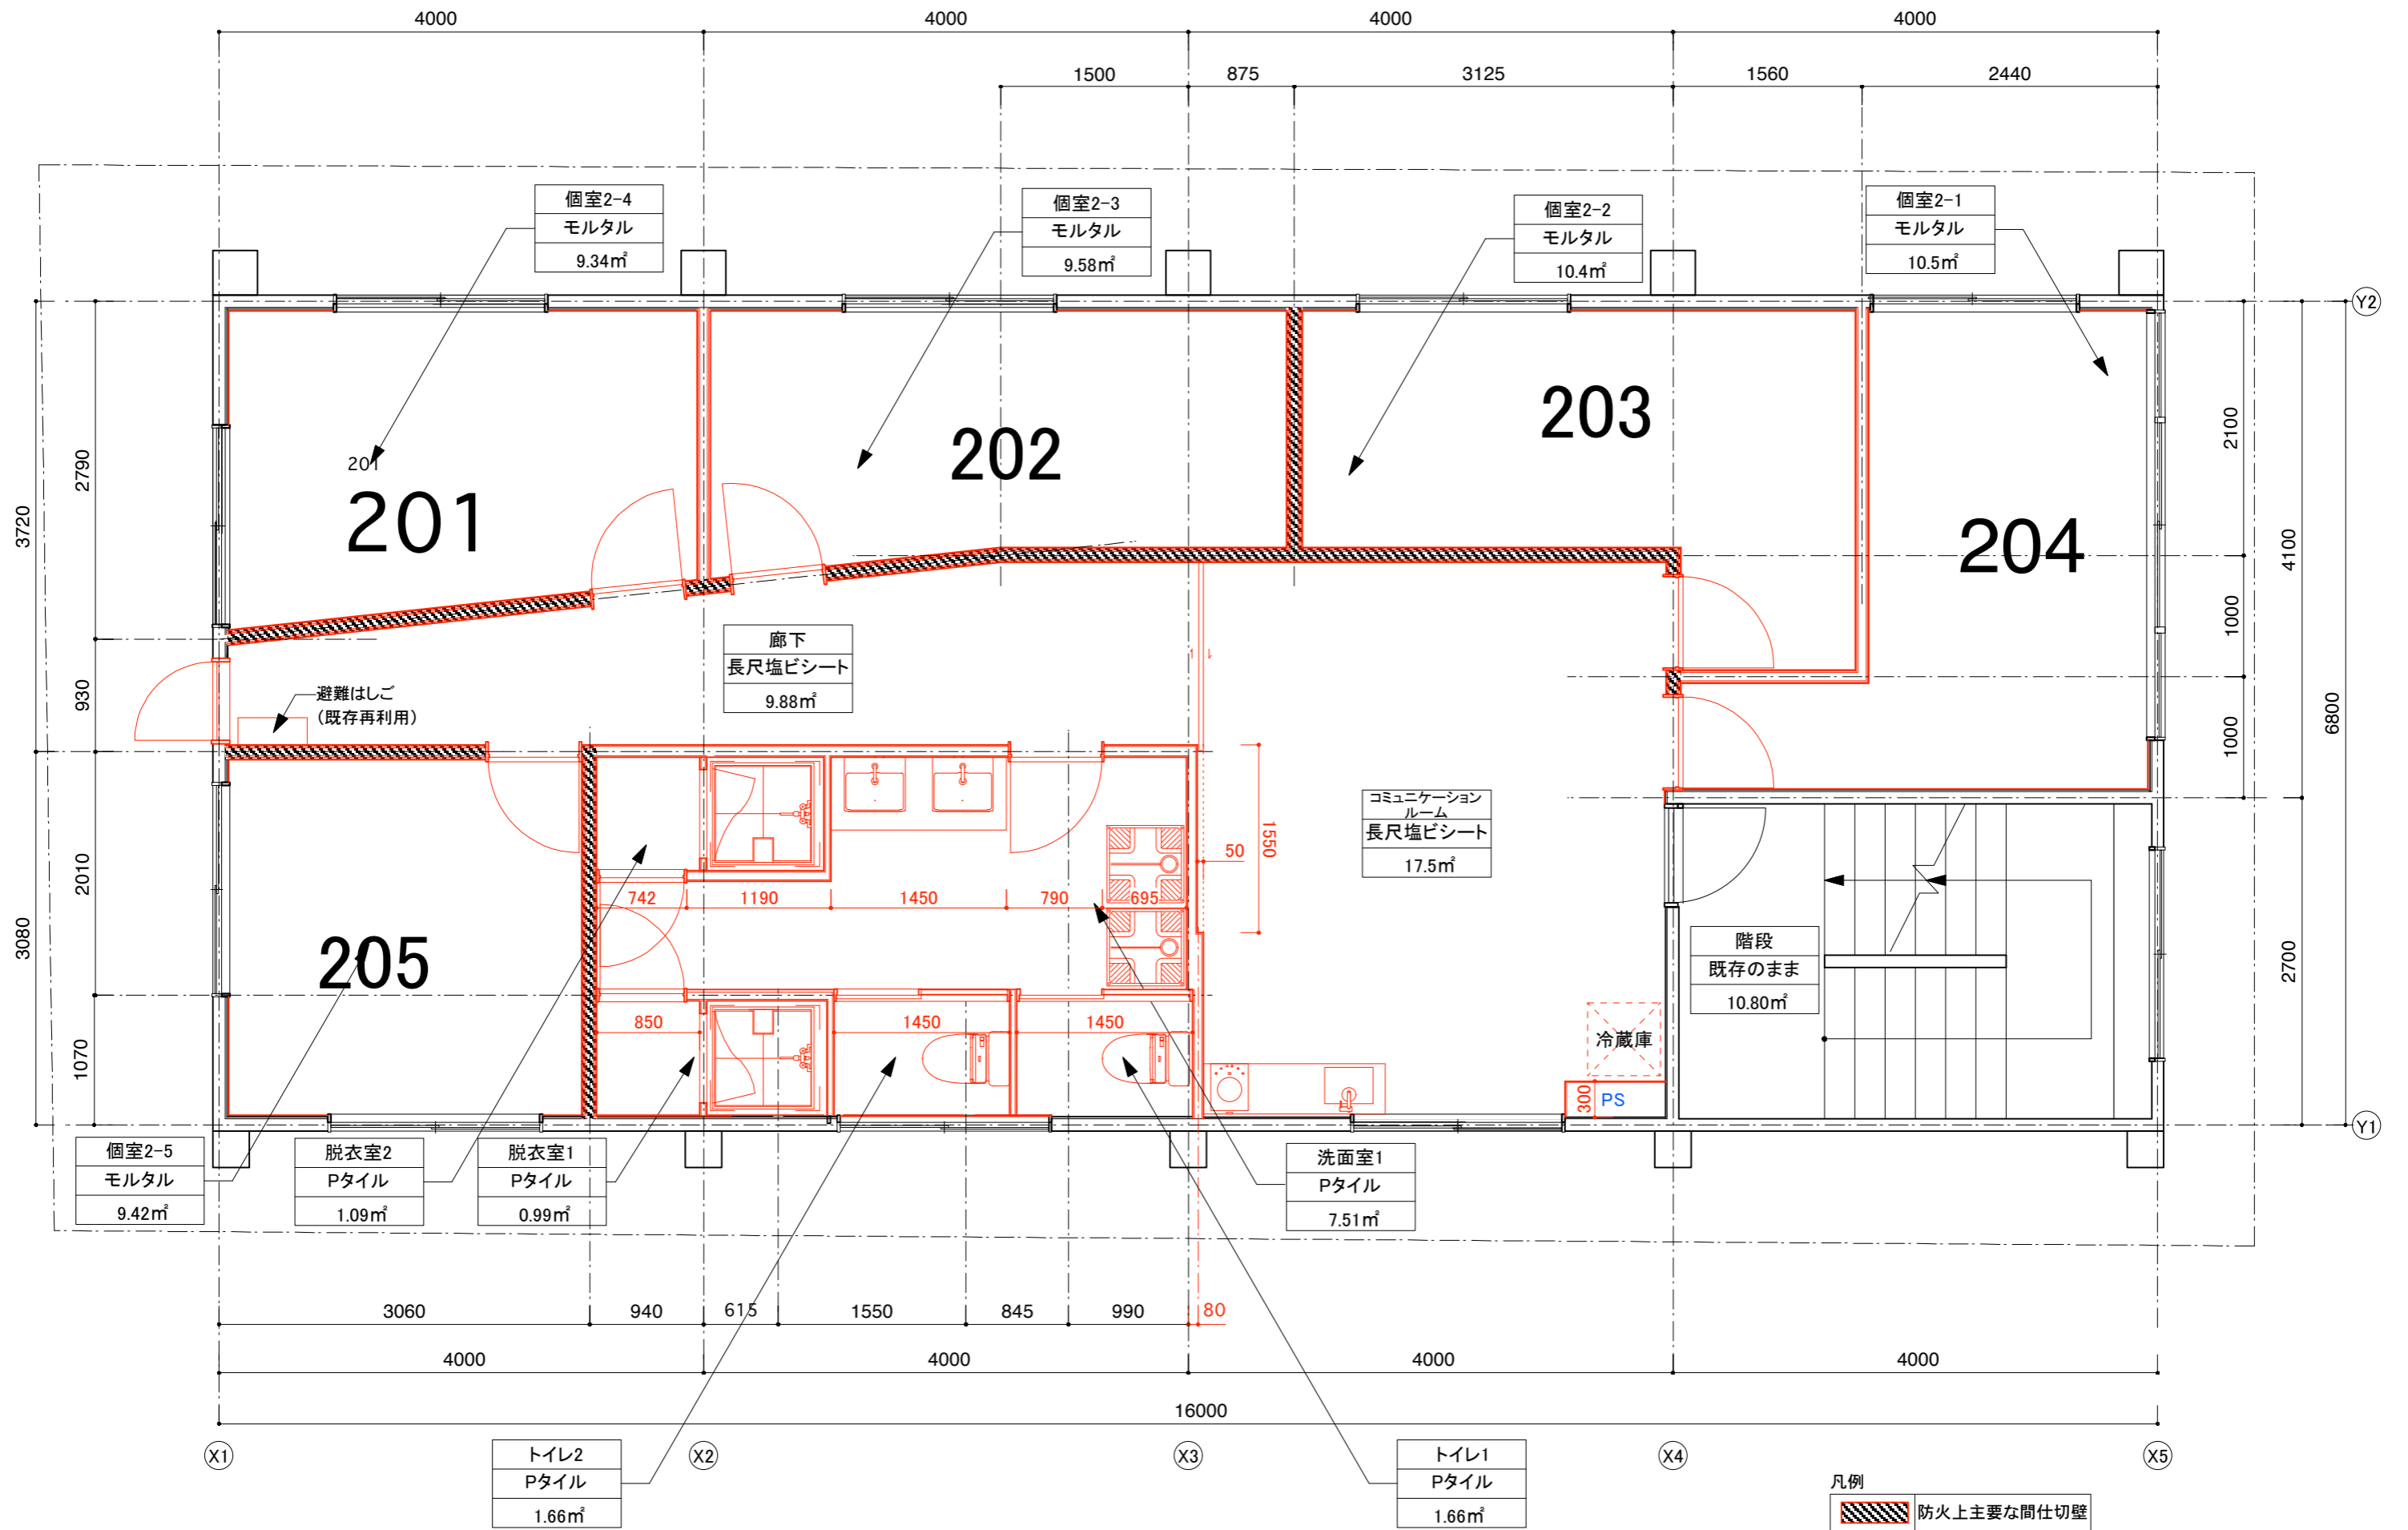 4000
4000
4000
4000
1500
875
3125
1560
2440
個室2-4
モルタル
9.34㎡
個室2-3
モルタル
9.58㎡
個室2-2
モルタル
10.4㎡
個室2-1
モルタル
10.5㎡
Y2
201
201
202
203
204
3720
2790
930
2100
1000
1000
4100
6800
廊下
長尺塩ビシート
9.88㎡
避難はしご
(既存再利用)
コミュニケーション
ルーム
長尺塩ビシート
17.5㎡
1550
50
742
1190
1450
790
695
205
3080
2010
1070
850
1450
1450
階段
既存のまま
10.80㎡
2700
冷蔵庫
300
PS
Y1
個室2-5
モルタル
9.42㎡
脱衣室2
Pタイル
1.09㎡
脱衣室1
Pタイル
0.99㎡
洗面室1
Pタイル
7.51㎡
3060
940
615
1550
845
990
80
4000
4000
4000
4000
16000
X1
X2
X3
X4
X5
トイレ2
Pタイル
1.66㎡
トイレ1
Pタイル
1.66㎡
凡例
防火上主要な間仕切壁